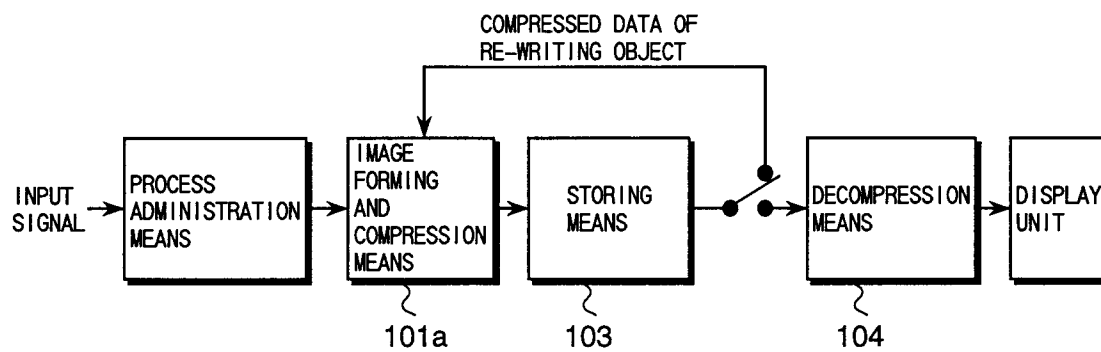 COMPRESSED DATA OF
RE-WRITING OBJECT
INPUT
SIGNAL
PROCESS
ADMINISTRATION
MEANS
IMAGE
FORMING
AND
COMPRESSION
MEANS
STORING
MEANS
DECOMPRESSION
MEANS
DISPLAY
UNIT
101a
103
104